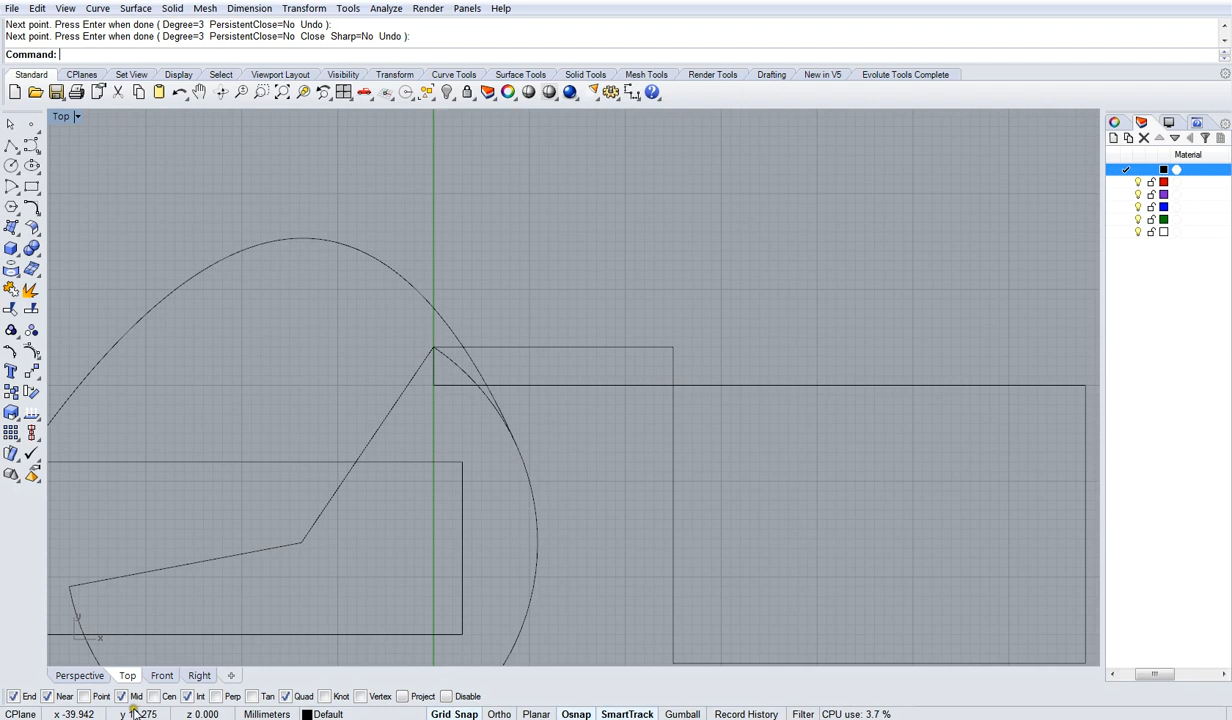 File Edit View Curve Surface Solid Mesh Dimension Transform Tools Analyze Render Panels Help
Next point. Press Enter when done ( Degree=3 PersistentClose=No Undo ):
Next point. Press Enter when done ( Degree=3 PersistentClose=No Close Sharp=No Undo ):
Command:
Standard CPlanes Set View Display Select Viewport Layout Visibility Transform Curve Tools Surface Tools Solid Tools Mesh Tools Render Tools Drafting New in V5 Evolute Tools Complete
Top
Material
y
x
Perspective Top Front Right
End Near Point Mid Cen Int Perp Tan Quad Knot Vertex Project Disable
CPlane x -39.942 y z 0.000 Millimeters Default Grid Snap Ortho Planar Osnap SmartTrack Gumball Record History Filter CPU use: 3.7 %